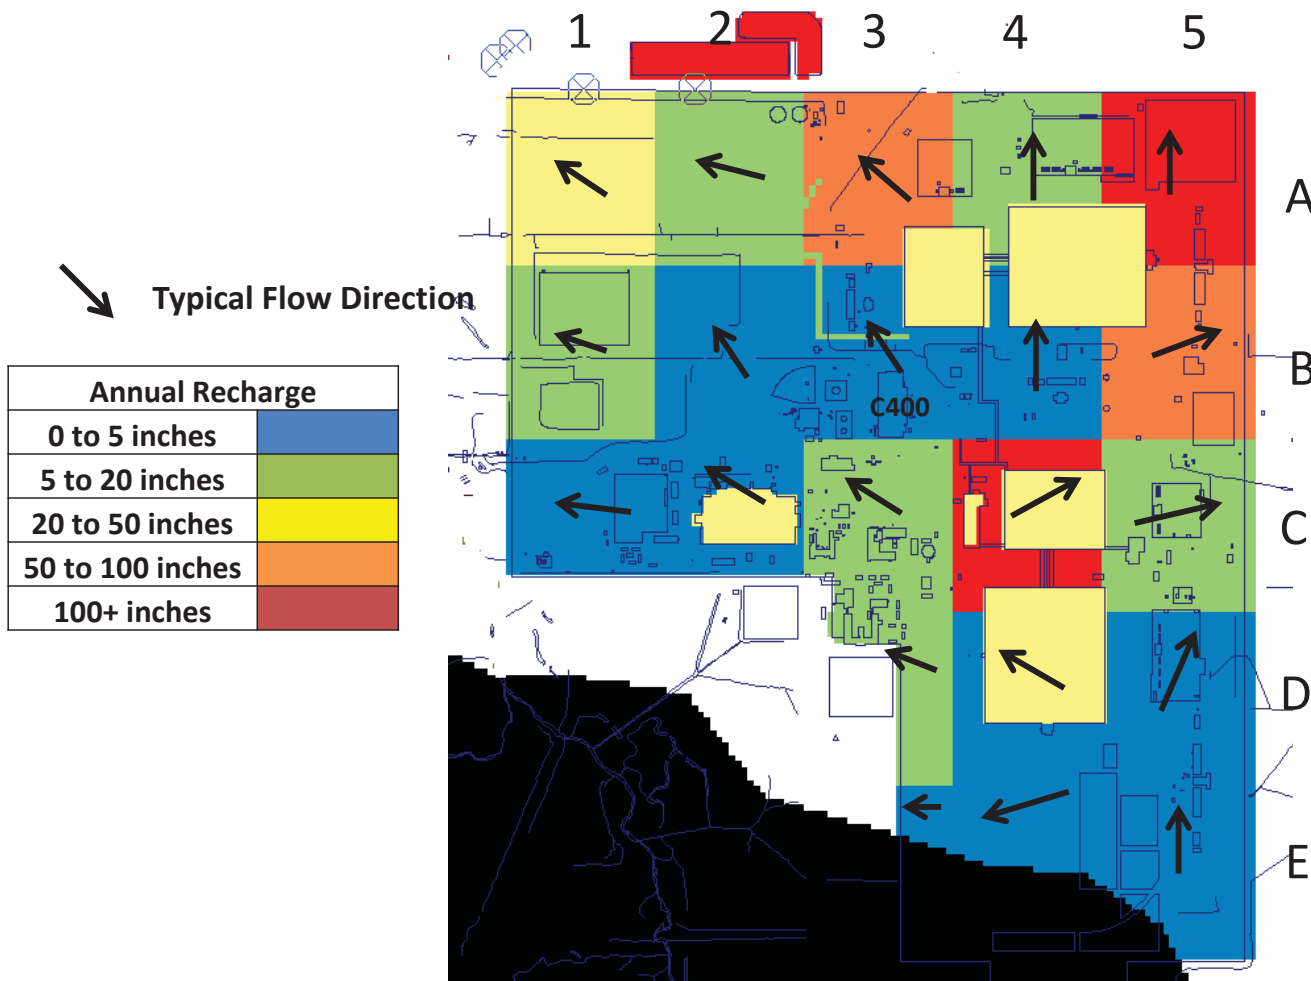 1 2 3 4 5
A
Typical Flow Direction
B
Annual Recharge
0 to 5 inches
5 to 20 inches
20 to 50 inches
50 to 100 inches
100+ inches
C400
C
D
E